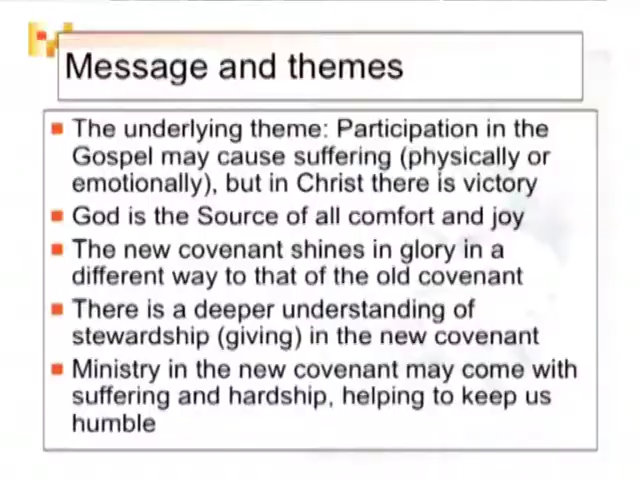 Message and themes
The underlying theme: Participation in the
Gospel may cause suffering (physically or
emotionally), but in Christ there is victory
God is the Source of all comfort and joy
The new covenant shines in glory in a
different way to that of the old covenant
There is a deeper understanding of
stewardship (giving) in the new covenant
Ministry in the new covenant may come with
suffering and hardship, helping to keep us
humble